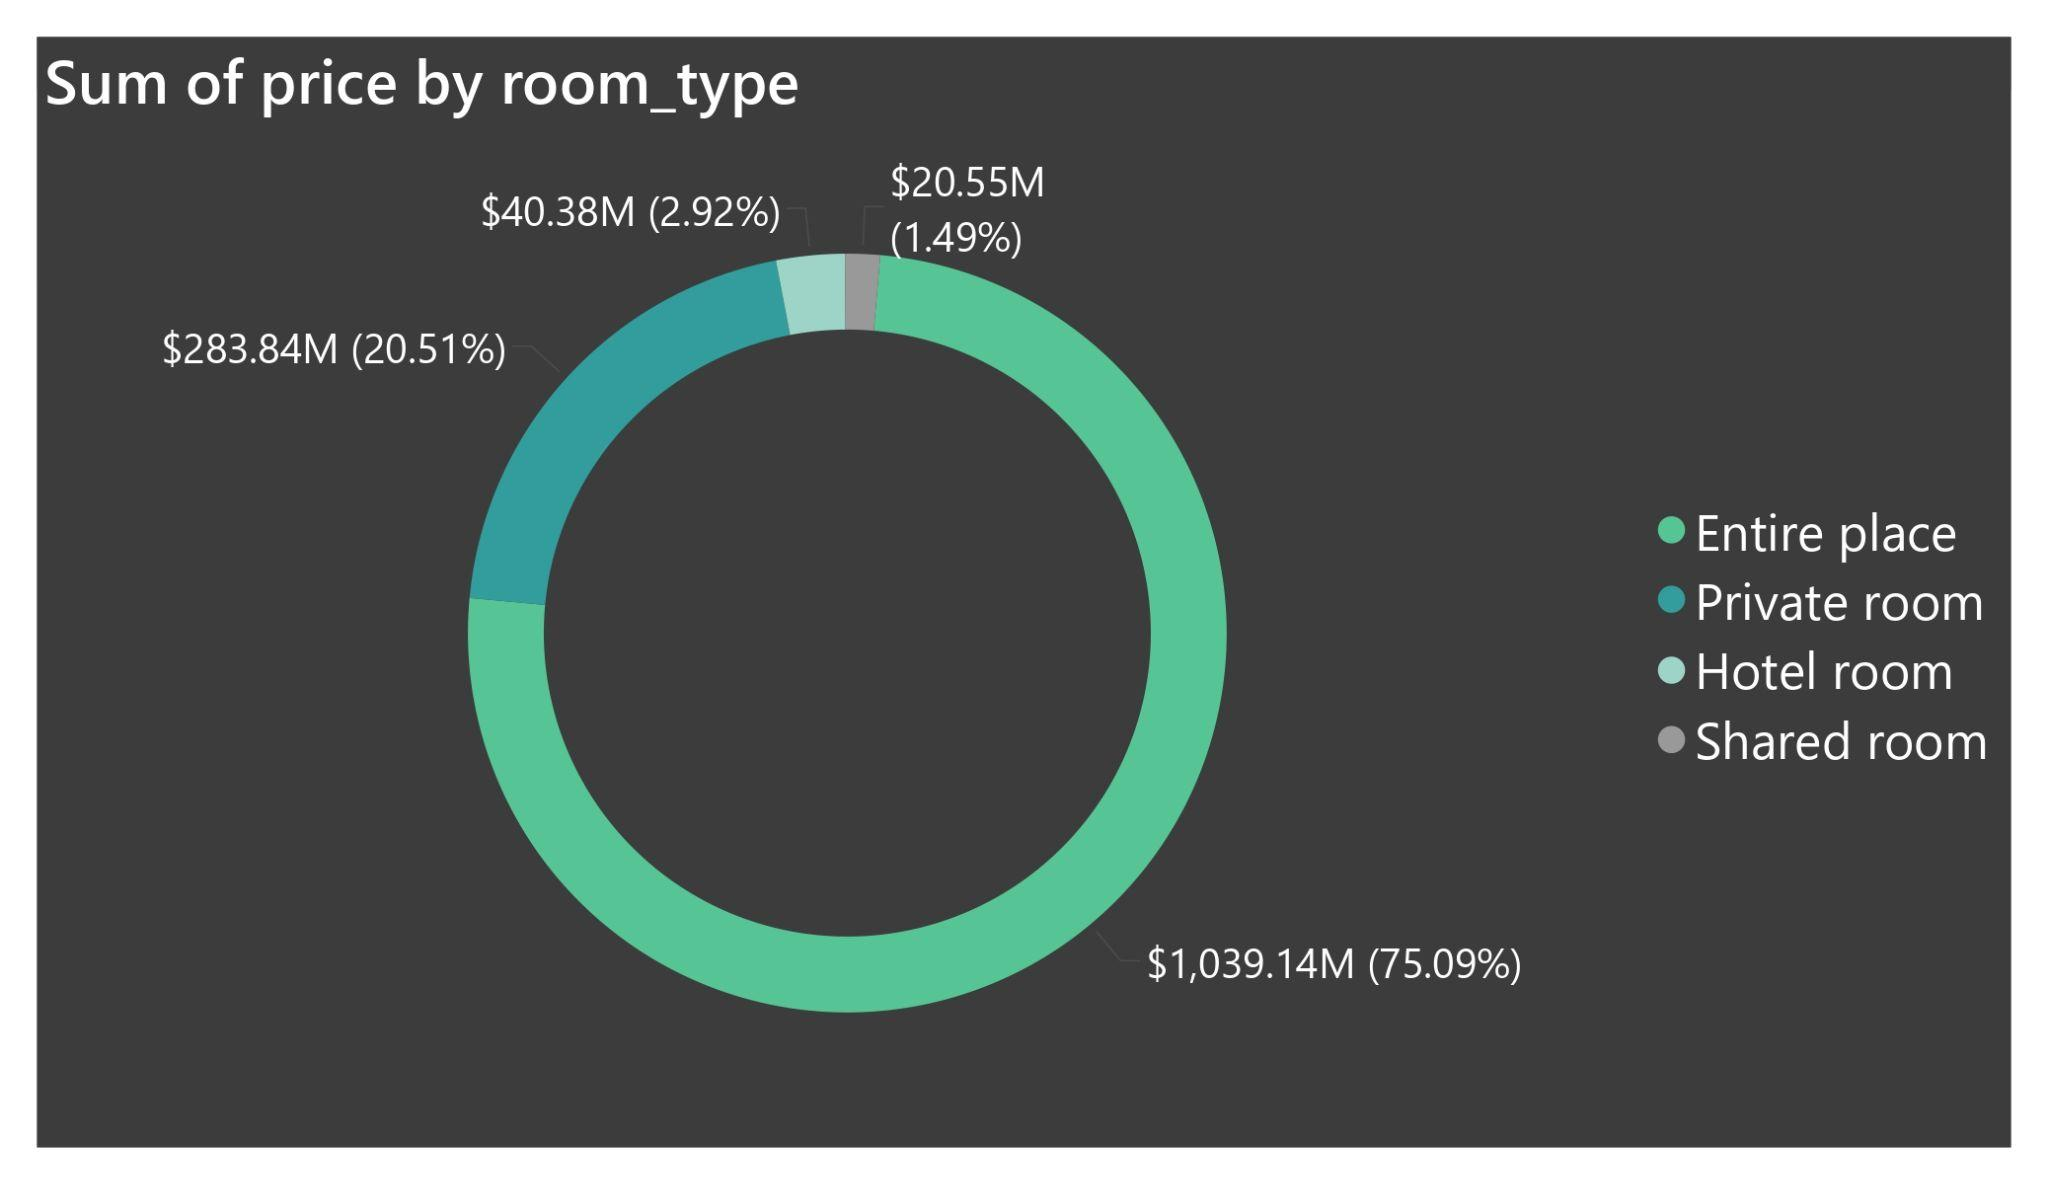 Sum of price by room_type
$20.55M
(1.49%)
$40.38M (2.92%)
$283.84M (20.51%)
Entire place
Private room
Hotel room
Shared room
$1,039.14M (75.09%)